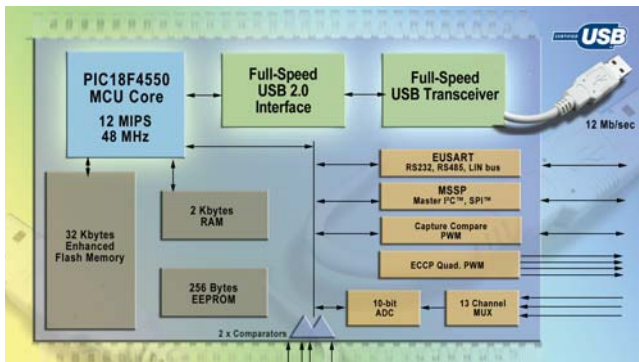 CERTIFIED USB
PIC18F4550
MCU Core
12 MIPS
48 MHz
Full-Speed
USB 2.0
Interface
Full-Speed
USB Transceiver
12 Mb/sec
EUSART
RS232, RS485, LIN bus
MSSP
Master I²C™, SPI™
2 Kbytes
RAM
Capture Compare
PWM
32 Kbytes
Enhanced
Flash Memory
ECCP Quad. PWM
256 Bytes
EEPROM
10-bit
ADC
13 Channel
MUX
2 x Comparators